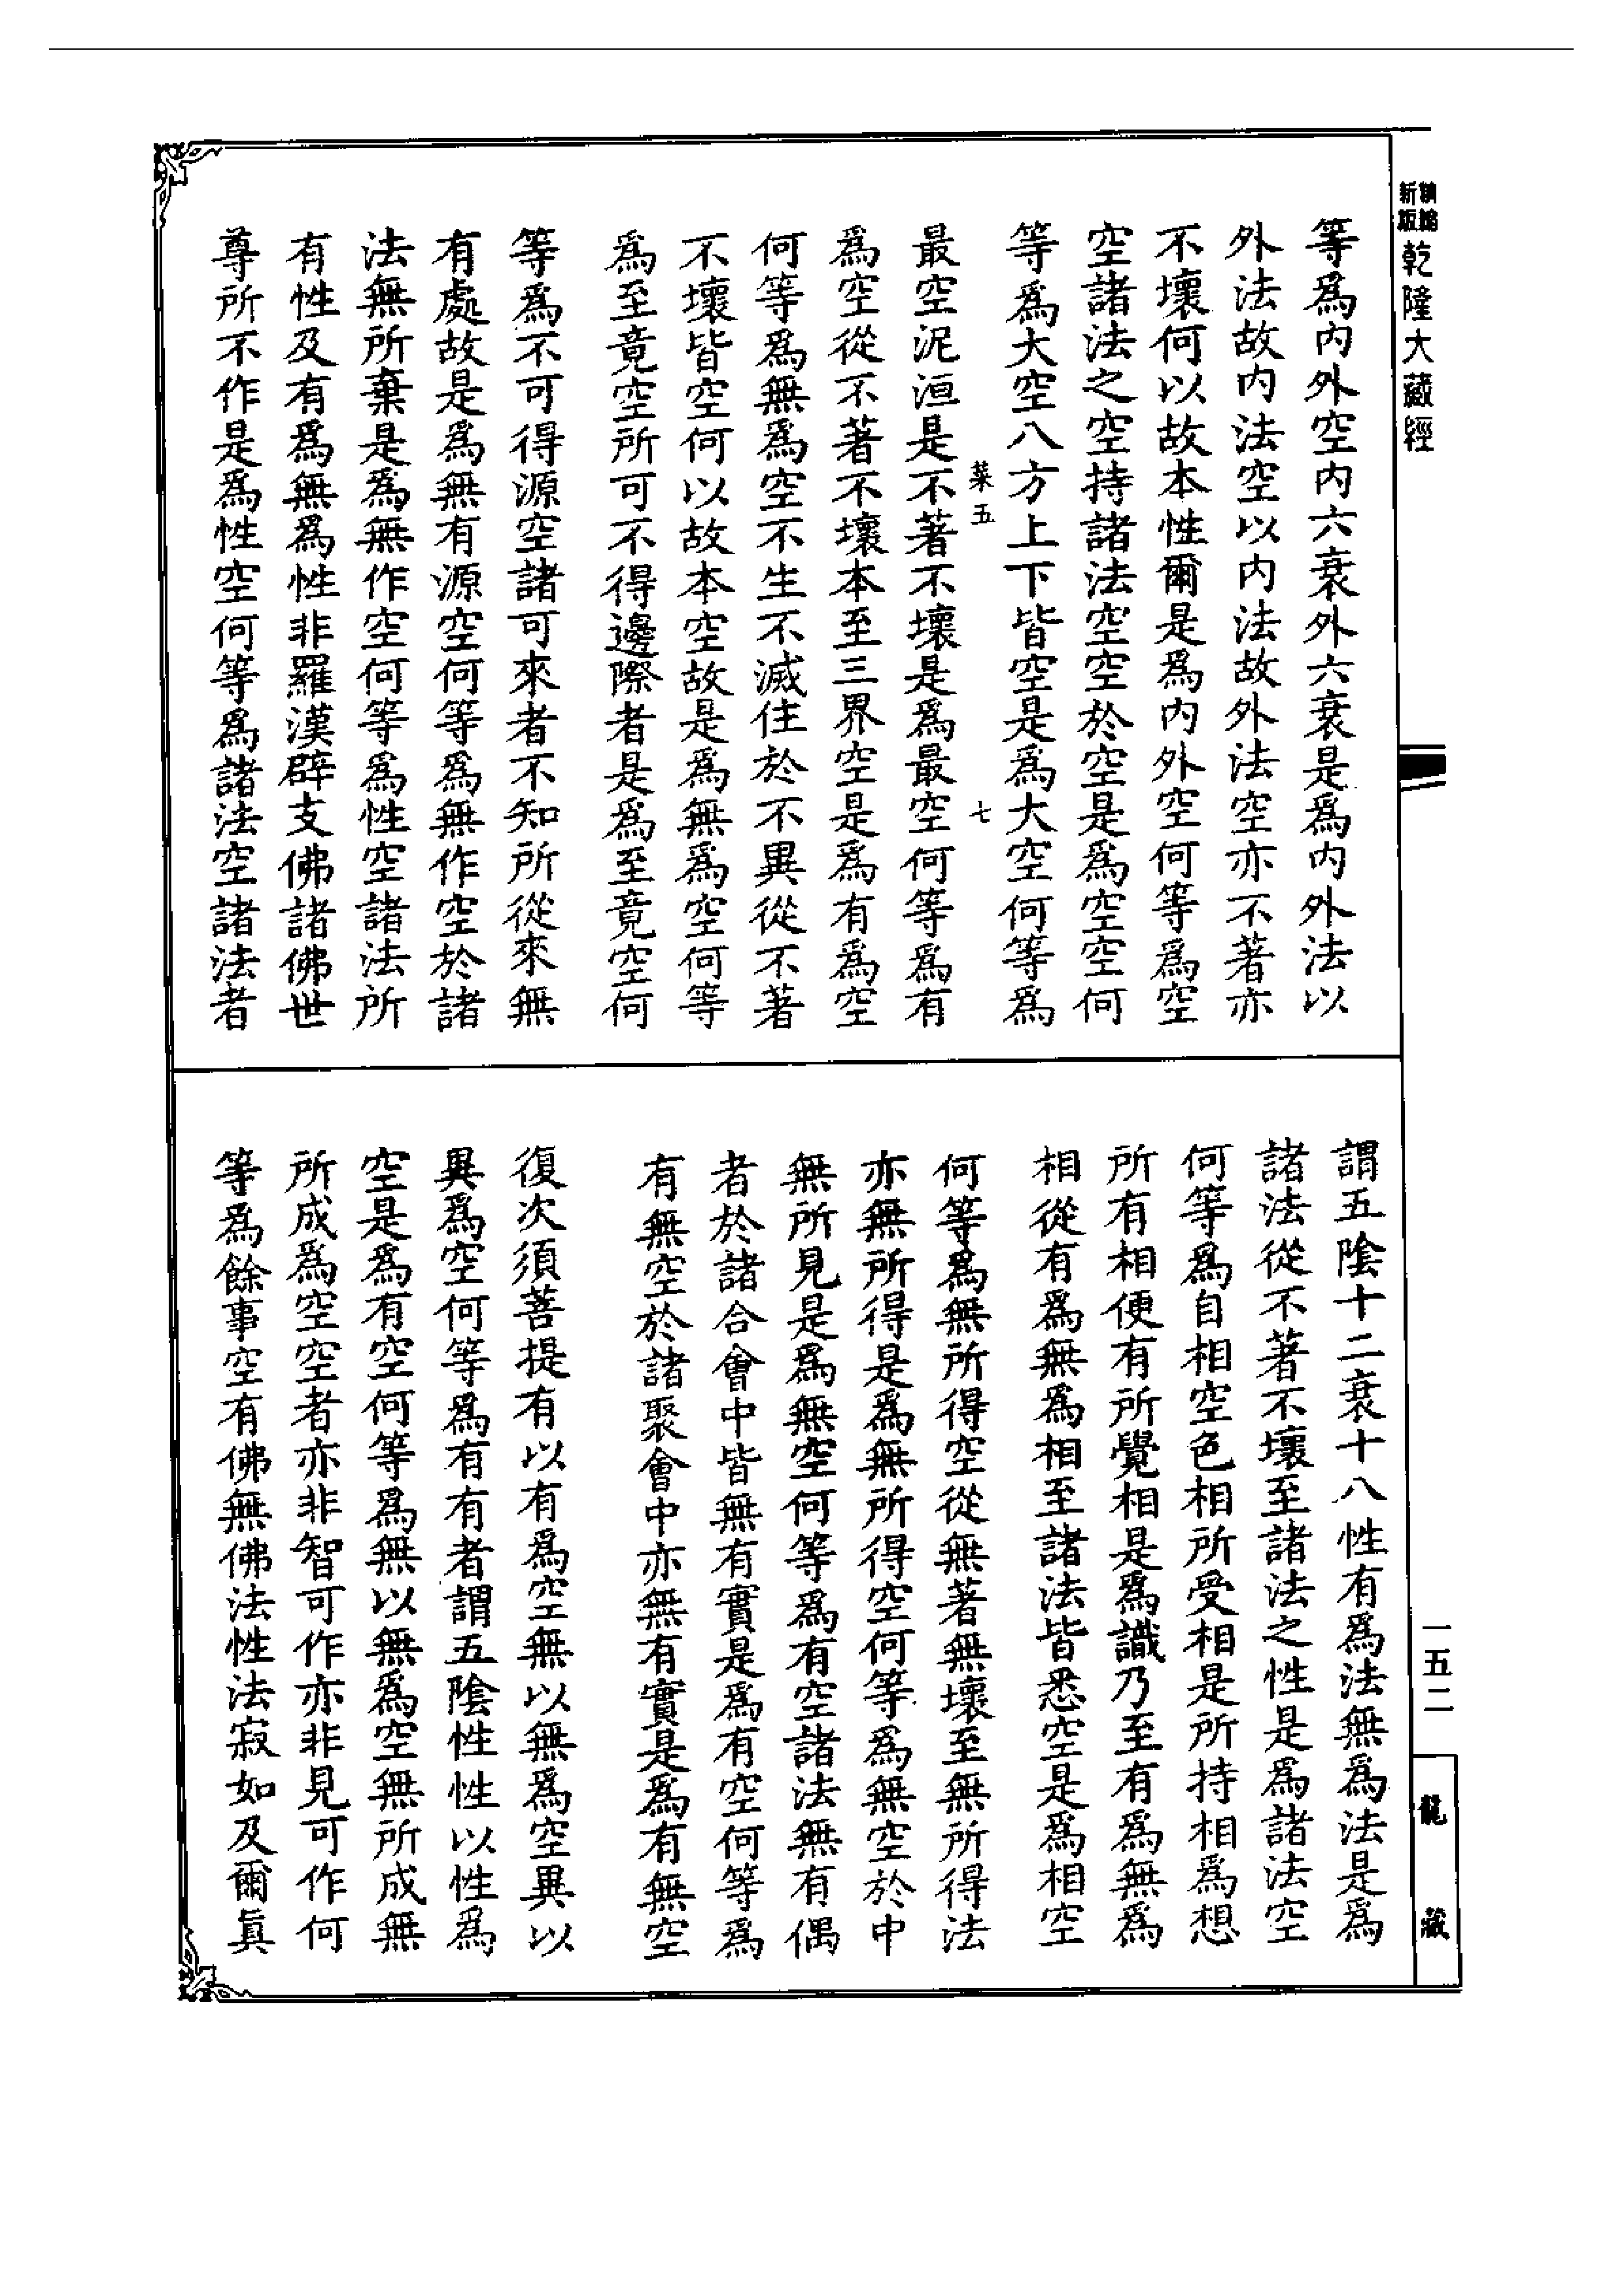 精縮新版乾隆大藏經
等爲內外空內六衰外六衰是爲內外法以
外法故內法空以內法故外法空亦不著亦
不壞何以故本性爾是爲內外空何等爲空
空諸法之空持諸法空空於空是爲空空何
等爲大空八方上下皆空是爲大空何等爲
菜五 七
最空泥洹是不著不壞是爲最空何等爲有
爲空從不著不壞本至三界空是爲有爲空
何等爲無爲空不生不滅住於不異從不著
不壞皆空何以故本空故是爲無爲空何等
爲至竟空所可不得邊際者是爲至竟空何
等爲不可得源空諸可來者不知所從來無
有處故是爲無有源空何等爲無作空於諸
法無所棄是爲無作空何等爲性空諸法所
有性及有爲無爲性非羅漢辟支佛諸佛世
尊所不作是爲性空何等爲諸法空諸法者
謂五陰十二衰十八性有爲法無爲法是爲
諸法從不著不壞至諸法之性是爲諸法空
何等爲自相空色相所受相是所持相爲想
所有相便有所覺相是爲識乃至有爲無爲
相從有爲無爲相至諸法皆悉空是爲相空
何等爲無所得空從無著無壞至無所得法
亦無所得是爲無所得空何等爲無空於中
無所見是爲無空何等爲有空諸法無有偶
者於諸合會中皆無有實是爲有空何等爲
有無空於諸聚會中亦無有實是爲有無空
復次須菩提有以有爲空無以無爲空異以
異爲空何等爲有有者謂五陰性性以性爲
空是爲有空何等爲無以無爲空無所成無
所成爲空空者亦非智可作亦非見可作何
等爲餘事空有佛無佛法性法寂如及爾真
一五二
龍藏